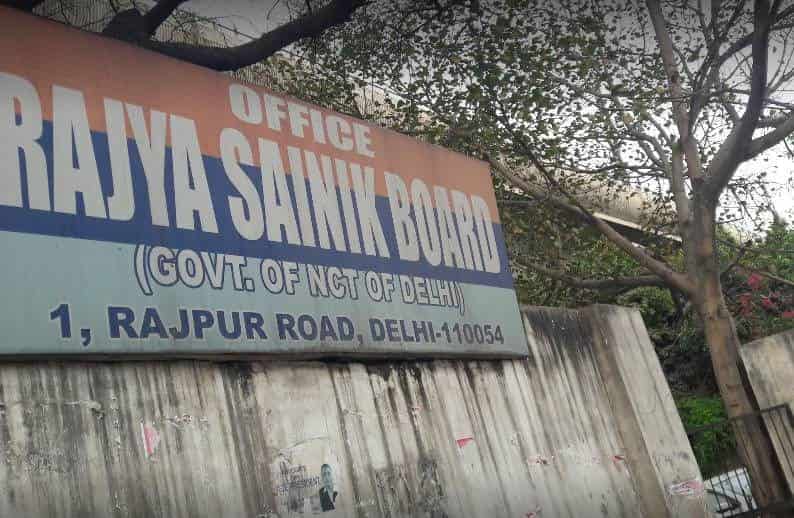 OFFICE
RAJYA SAINIK BOARD
(GOVT. OF NCT OF DELHI)
1, RAJPUR ROAD, DELHI-110054